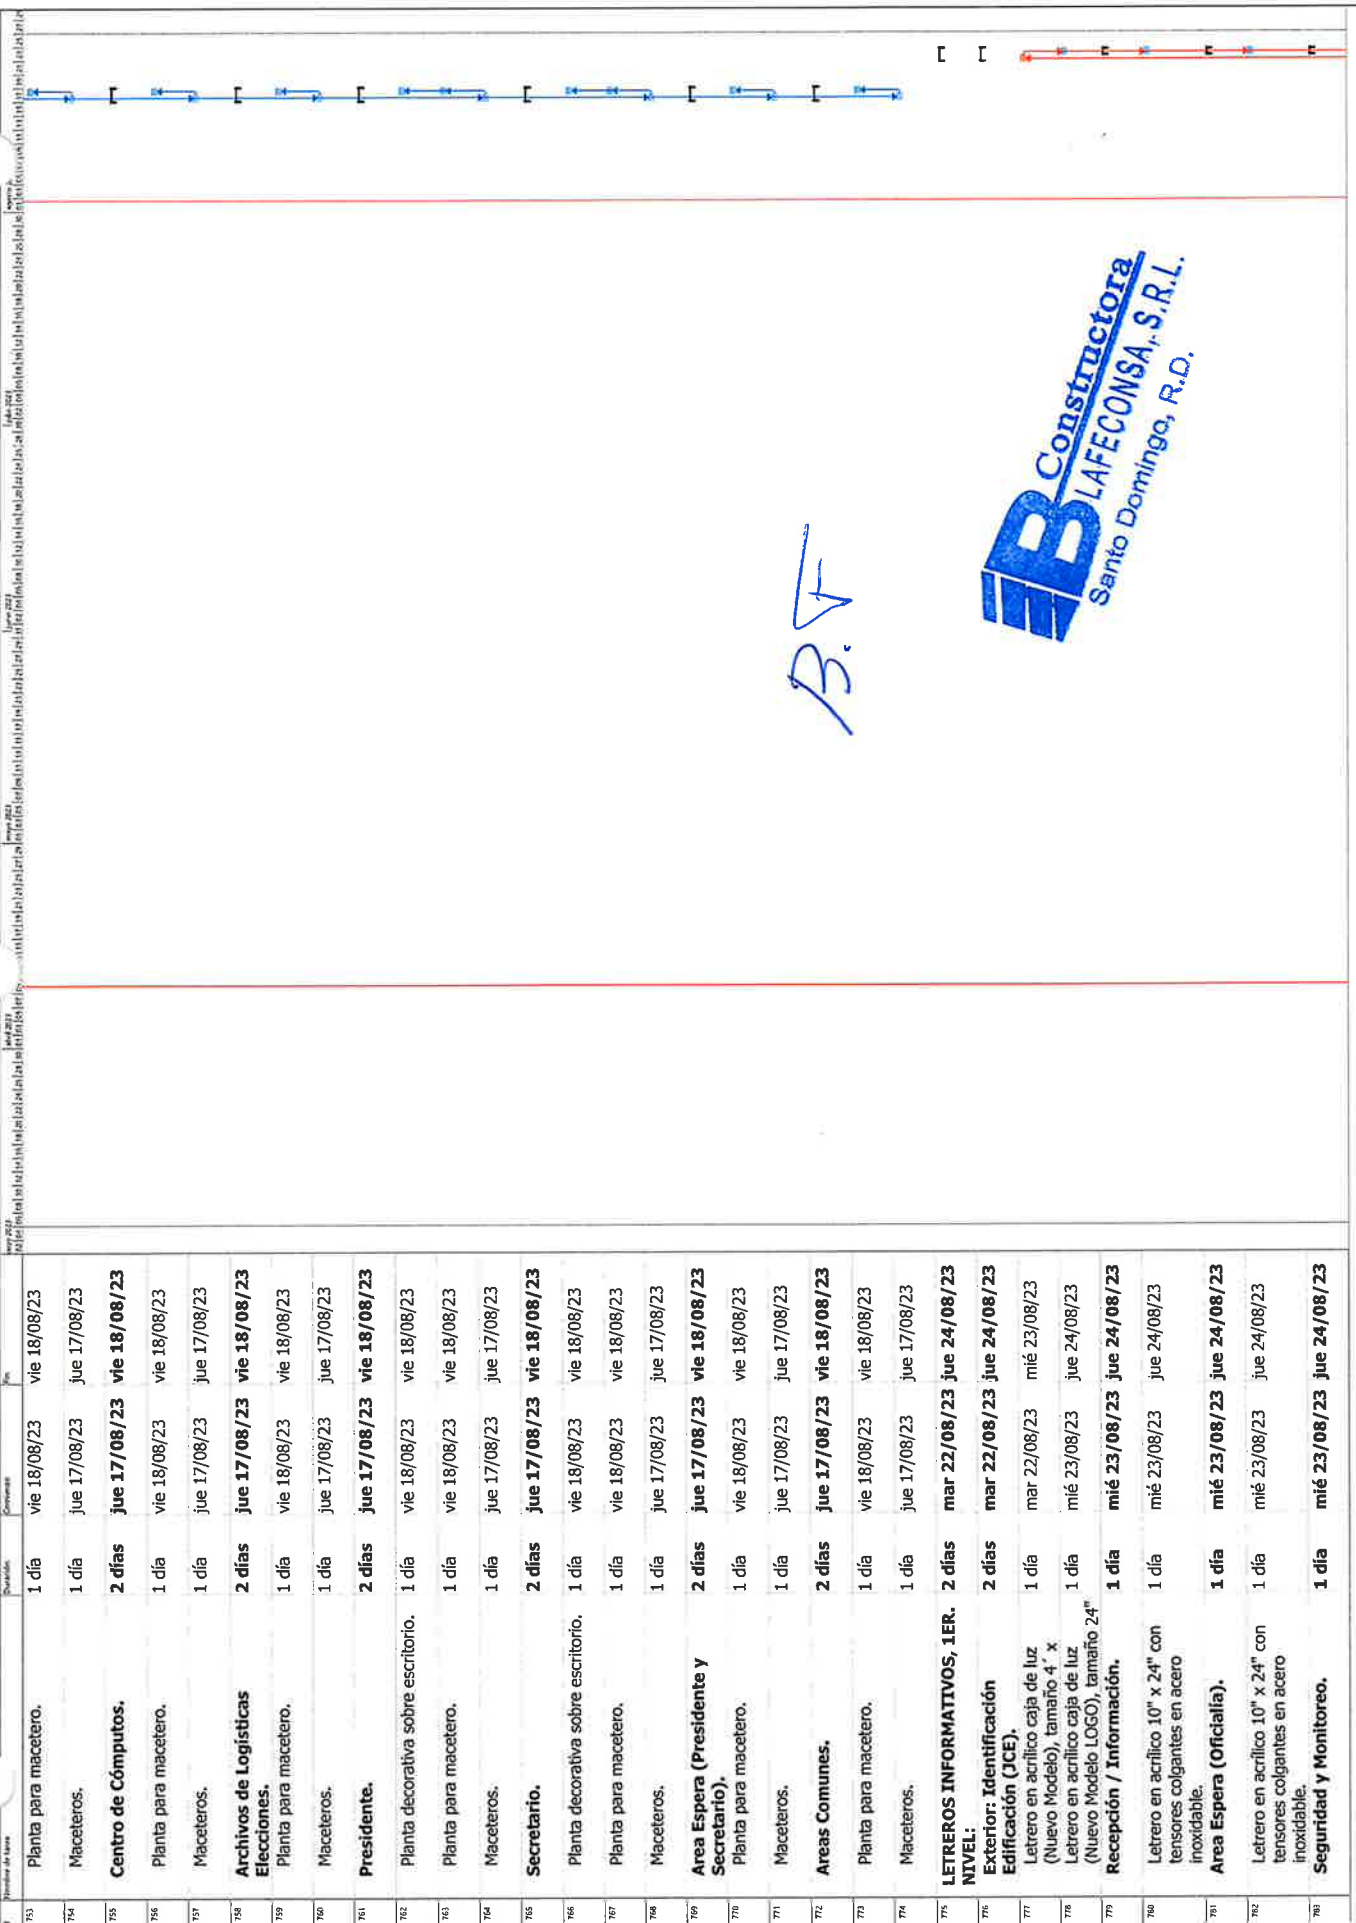 Nombre de tarea Duración Comienzo Fin
753 Planta para macetero. 1 día vie 18/08/23 vie 18/08/23
754 Maceteros. 1 día jue 17/08/23 jue 17/08/23
755 Centro de Cómputos. 2 días jue 17/08/23 vie 18/08/23
756 Planta para macetero. 1 día vie 18/08/23 vie 18/08/23
757 Maceteros. 1 día jue 17/08/23 jue 17/08/23
758 Archivos de Logísticas 2 días jue 17/08/23 vie 18/08/23
Elecciones.
759 Planta para macetero. 1 día vie 18/08/23 vie 18/08/23
760 Maceteros. 1 día jue 17/08/23 jue 17/08/23
761 Presidente. 2 días jue 17/08/23 vie 18/08/23
762 Planta decorativa sobre escritorio. 1 día vie 18/08/23 vie 18/08/23
763 Planta para macetero. 1 día vie 18/08/23 vie 18/08/23
764 Maceteros. 1 día jue 17/08/23 jue 17/08/23
765 Secretario. 2 días jue 17/08/23 vie 18/08/23
766 Planta decorativa sobre escritorio. 1 día vie 18/08/23 vie 18/08/23
767 Planta para macetero. 1 día vie 18/08/23 vie 18/08/23
768 Maceteros. 1 día jue 17/08/23 jue 17/08/23
769 Area Espera (Presidente y 2 días jue 17/08/23 vie 18/08/23
Secretario).
770 Planta para macetero. 1 día vie 18/08/23 vie 18/08/23
771 Maceteros. 1 día jue 17/08/23 jue 17/08/23
772 Areas Comunes. 2 días jue 17/08/23 vie 18/08/23
773 Planta para macetero. 1 día vie 18/08/23 vie 18/08/23
774 Maceteros. 1 día jue 17/08/23 jue 17/08/23
775 LETREROS INFORMATIVOS, 1ER. 2 días mar 22/08/23 jue 24/08/23
NIVEL:
776 Exterior: Identificación 2 días mar 22/08/23 jue 24/08/23
Edificación (JCE).
777 Letrero en acrílico caja de luz 1 día mar 22/08/23 mié 23/08/23
(Nuevo Modelo), tamaño 4´ x
778 Letrero en acrílico caja de luz 1 día mié 23/08/23 jue 24/08/23
(Nuevo Modelo LOGO), tamaño 24"
779 Recepción / Información. 1 día mié 23/08/23 jue 24/08/23
780 Letrero en acrílico 10" x 24" con 1 día mié 23/08/23 jue 24/08/23
tensores colgantes en acero
inoxidable.
781 Area Espera (Oficialía). 1 día mié 23/08/23 jue 24/08/23
782 Letrero en acrílico 10" x 24" con 1 día mié 23/08/23 jue 24/08/23
tensores colgantes en acero
inoxidable.
783 Seguridad y Monitoreo. 1 día mié 23/08/23 jue 24/08/23
B. F
B Constructora
BLAFECONSA, S.R.L.
Santo Domingo, R.D.